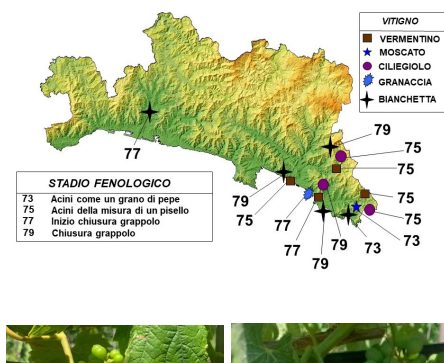 VITIGNO
VERMENTINO
MOSCATO
CILIEGIOLO
GRANACCIA
BIANCHETTA
79
75
77
75
STADIO FENOLOGICO
73 Acini come un grano di pepe
75 Acini della misura di un pisello
77 Inizio chiusura grappolo
79 Chiusura grappolo
79
75
75
77
75
77
79
73
73
79